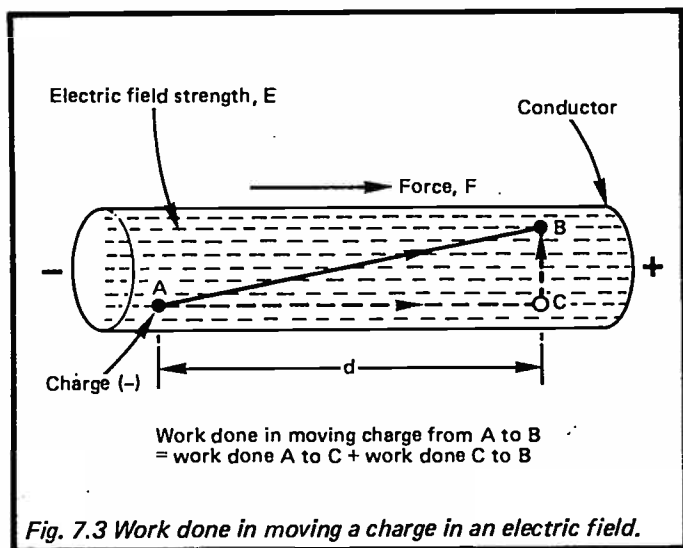 Electric field strength, E
Conductor
Force, F
B
–
A
+
C
Charge (–)
d
Work done in moving charge from A to B
= work done A to C + work done C to B
Fig. 7.3 Work done in moving a charge in an electric field.